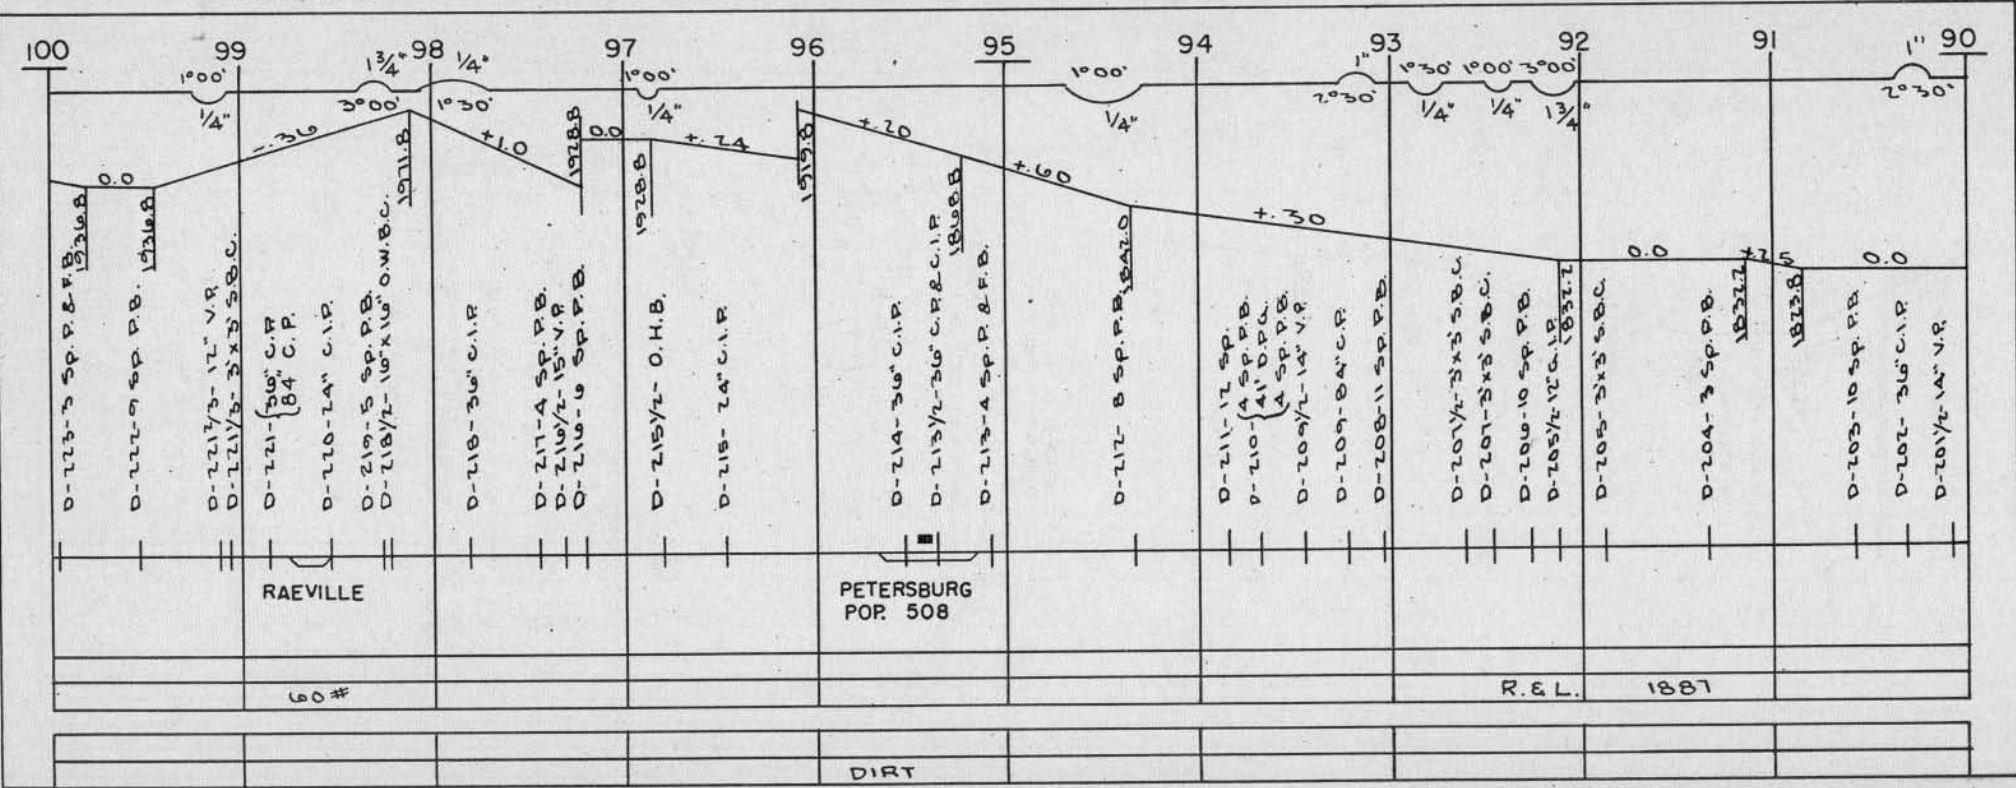 100 99 98 97 96 95 94 93 92 91 90
1°00' 1/4"
1 3/4" 3°00'
1/4" 1°30'
1°00' 1/4"
1°00' 1/4"
1" 2°30'
1°30' 1/4"
1°00' 1/4"
3°00' 1 3/4"
1" 2°30'
0.0 -.36 +1.0 0.0 +.24 +.20 +.60 +.30 0.0 +.25 0.0
1936.8
1936.8
1971.8
1928.8
1928.8
1919.8
1868.8
1842.0
1832.2
1832.2
1823.8
D-223-3 SP. P. & F. B.
D-222-9 SP. P.B.
D-221 2/3-12" V.P.
D-221 1/3-3'x3' S.B.C.
D-221-{36" C.P.
84 C.P.
D-220-24" C.I.P.
D-219-5 SP. P.B.
D-218 1/2-16"x16" O.W.B.C.
D-218-36" C.I.P.
D-217-4 SP. P.B.
D-216 1/2-15" V.P.
D-216-6 SP. P.B.
D-215 1/2-O.H.B.
D-215-24" C.I.P.
D-214-36" C.I.P.
D-213 1/2-36" C.P. & C.I.P.
D-213-4 SP. P. & F.B.
D-212-8 SP. P.B.
D-211-12 SP.
D-210-{4 SP. P.B.
41' D.P.G.
4 SP. P.B.
D-209 1/2-14" V.P.
D-209-84" C.P.
D-208-11 SP. P.B.
D-207 1/2-3'x3' S.B.C.
D-207-3'x3' S.B.C.
D-206-10 SP. P.B.
D-205 1/2-12" C.I.P.
D-205-3'x3' S.B.C.
D-204-3 SP. P.B.
D-203-10 SP. P.B.
D-202-36" C.I.P.
D-201 1/2-14" V.P.
RAEVILLE
PETERSBURG
POP. 508
60# R. & L. 1887
DIRT